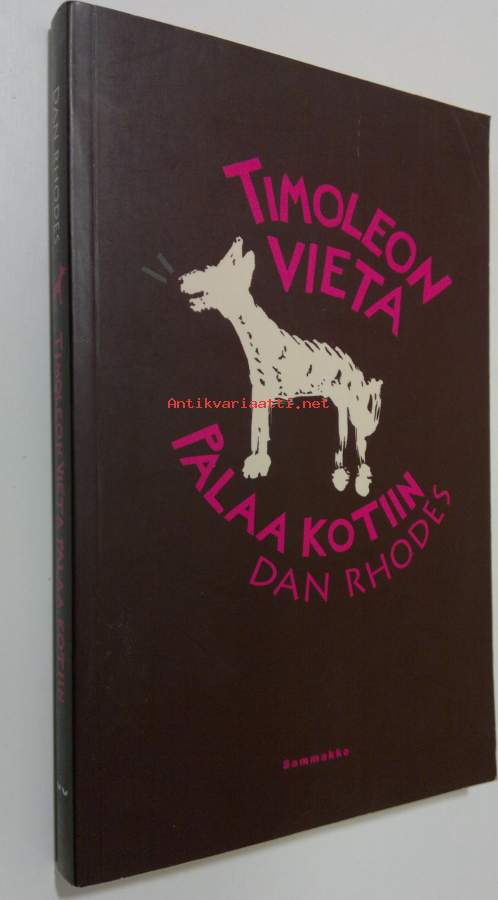 TIMOLEON
VIETA
PALAA KOTIIN
DAN RHODES
Sammakko
DAN RHODES TIMOLEON VIETA PALAA KOTIIN
Antikvariaatti.net